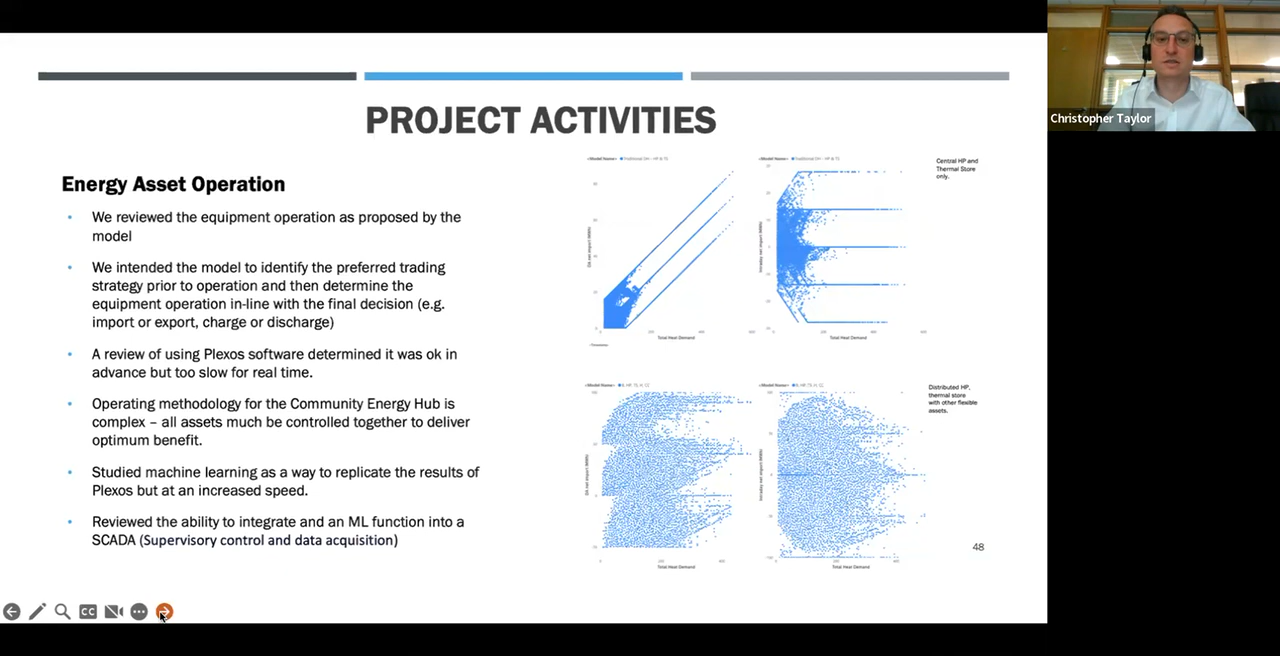 PROJECT ACTIVITIES
Energy Asset Operation
We reviewed the equipment operation as proposed by the
model
We intended the model to identify the preferred trading
strategy prior to operation and then determine the
equipment operation in-line with the final decision (e.g.
import or export, charge or discharge)
A review of using Plexos software determined it was ok in
advance but too slow for real time.
Operating methodology for the Community Energy Hub is
complex – all assets much be controlled together to deliver
optimum benefit.
Studied machine learning as a way to replicate the results of
Plexos but at an increased speed.
Reviewed the ability to integrate and an ML function into a
SCADA (Supervisory control and data acquisition)
Total Heat Demand
Total Heat Demand
Central HP and
Thermal Store
only.
Total Heat Demand
Total Heat Demand
Distributed HP,
thermal store
with other flexible
assets.
48
CC
Christopher Taylor